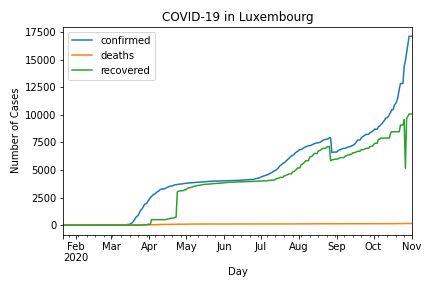 COVID-19 in Luxembourg
confirmed
deaths
recovered
17500
15000
12500
10000
7500
5000
2500
0
Number of Cases
Feb Mar Apr May Jun Jul Aug Sep Oct Nov
2020
Day